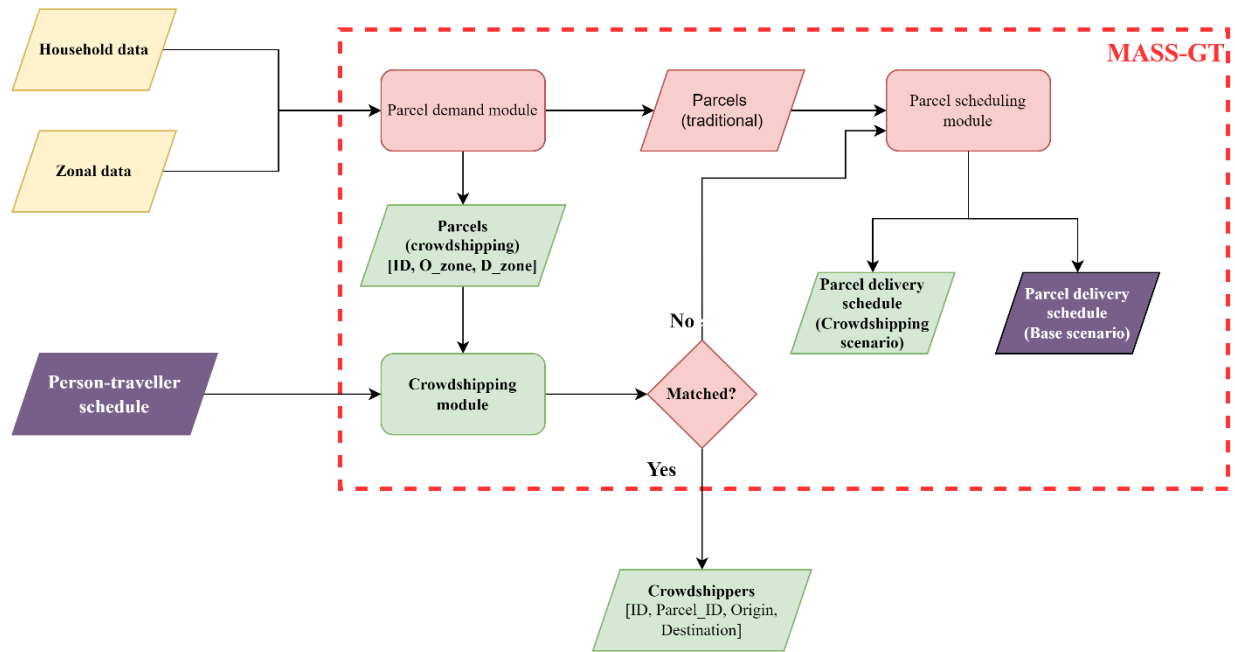 Household data
MASS-GT
Parcel demand module
Parcels
(traditional)
Parcel scheduling
module
Zonal data
Parcels
(crowdshipping)
[ID, O_zone, D_zone]
Parcel delivery
schedule
(Crowdshipping
scenario)
Parcel delivery
schedule
(Base scenario)
No
Person-traveller
schedule
Crowdshipping
module
Matched?
Yes
Crowdshippers
[ID, Parcel_ID, Origin,
Destination]